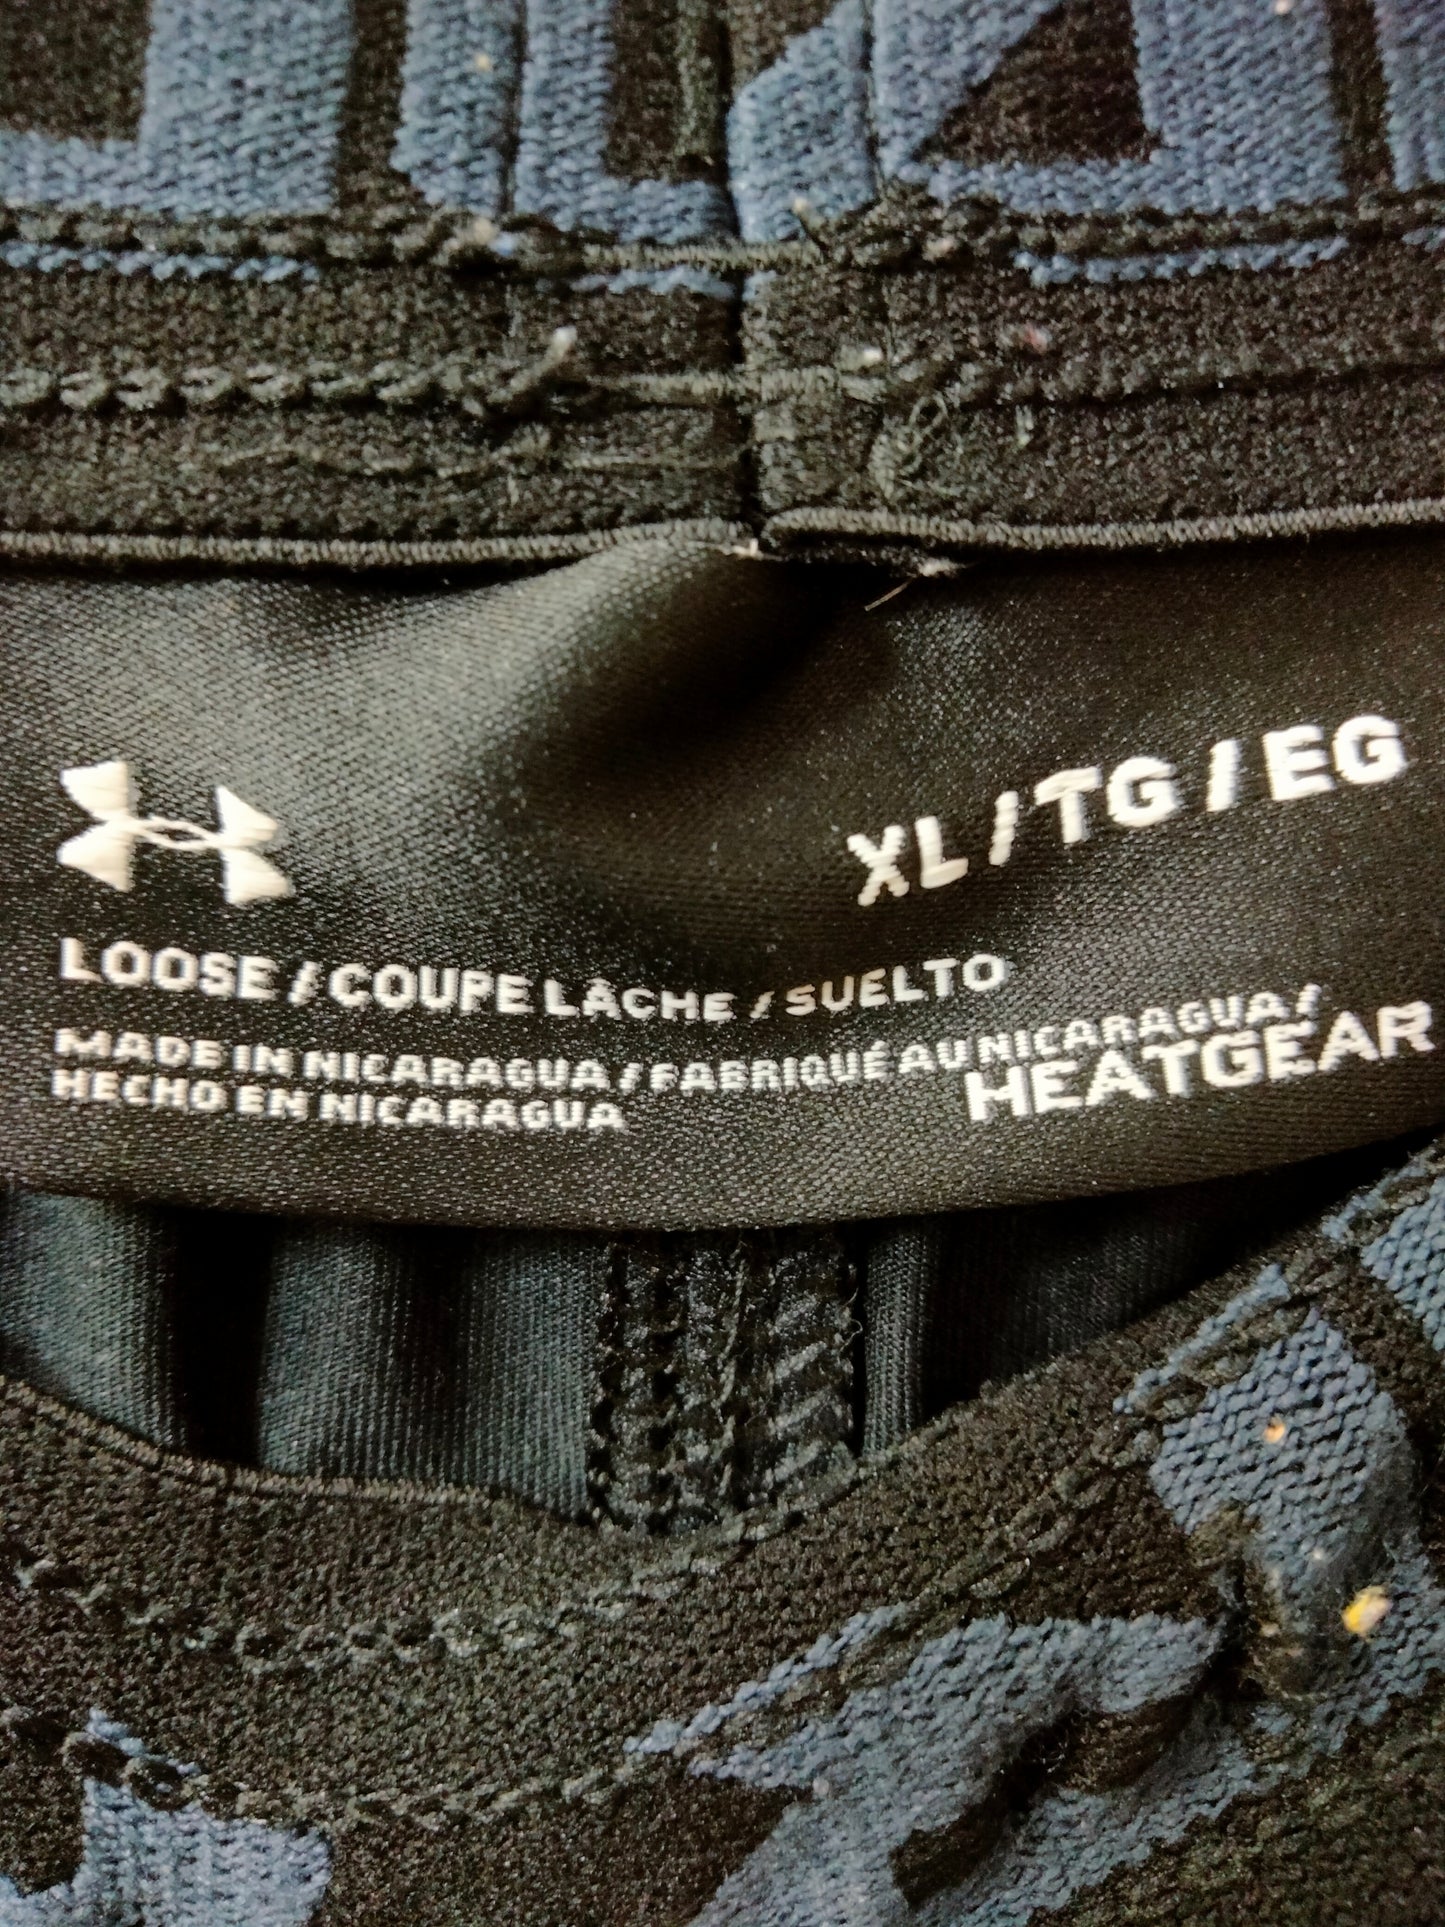 XL / TG / EG
LOOSE / COUPE LÂCHE / SUELTO
MADE IN NICARAGUA / FABRIQUÉ AU NICARAGUA /
HECHO EN NICARAGUA
HEATGEAR